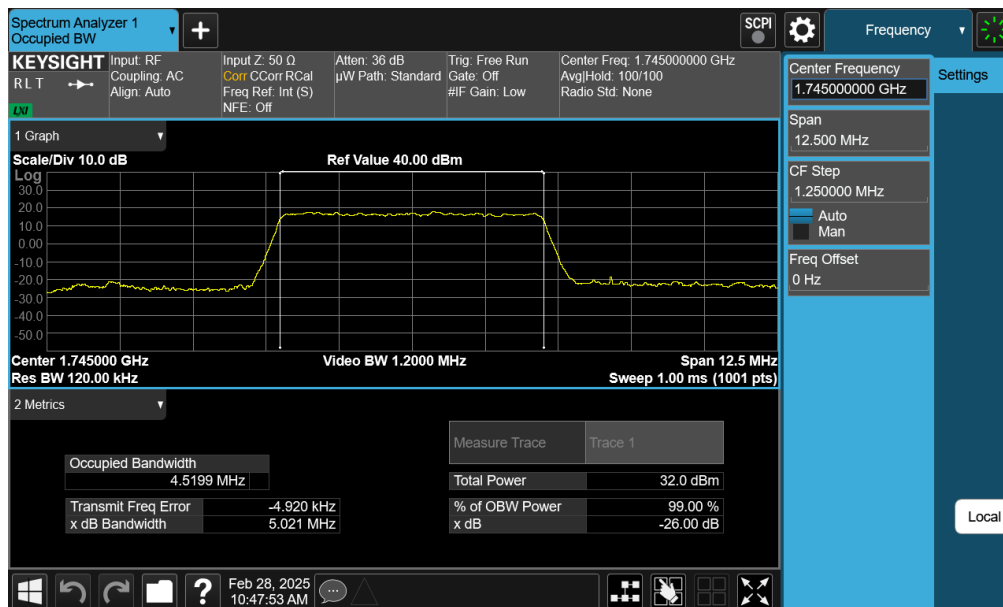 Spectrum Analyzer 1
Occupied BW
+
SCPI
Frequency
KEYSIGHT
R L T
LXI
Input: RF
Coupling: AC
Align: Auto
Input Z: 50 Ω
Corr CCorr RCal
Freq Ref: Int (S)
NFE: Off
Atten: 36 dB
µW Path: Standard
Trig: Free Run
Gate: Off
#IF Gain: Low
Center Freq: 1.745000000 GHz
Avg|Hold: 100/100
Radio Std: None
Center Frequency
1.745000000 GHz
Settings
Span
12.500 MHz
CF Step
1.250000 MHz
Auto
Man
Freq Offset
0 Hz
Local
1 Graph
Scale/Div 10.0 dB
Ref Value 40.00 dBm
Log
30.0
20.0
10.0
0.00
-10.0
-20.0
-30.0
-40.0
-50.0
Center 1.745000 GHz
Video BW 1.2000 MHz
Span 12.5 MHz
Res BW 120.00 kHz
Sweep 1.00 ms (1001 pts)
2 Metrics
Measure Trace
Trace 1
Occupied Bandwidth
4.5199 MHz
Total Power
32.0 dBm
Transmit Freq Error
-4.920 kHz
% of OBW Power
99.00 %
x dB Bandwidth
5.021 MHz
x dB
-26.00 dB
?
Feb 28, 2025
10:47:53 AM